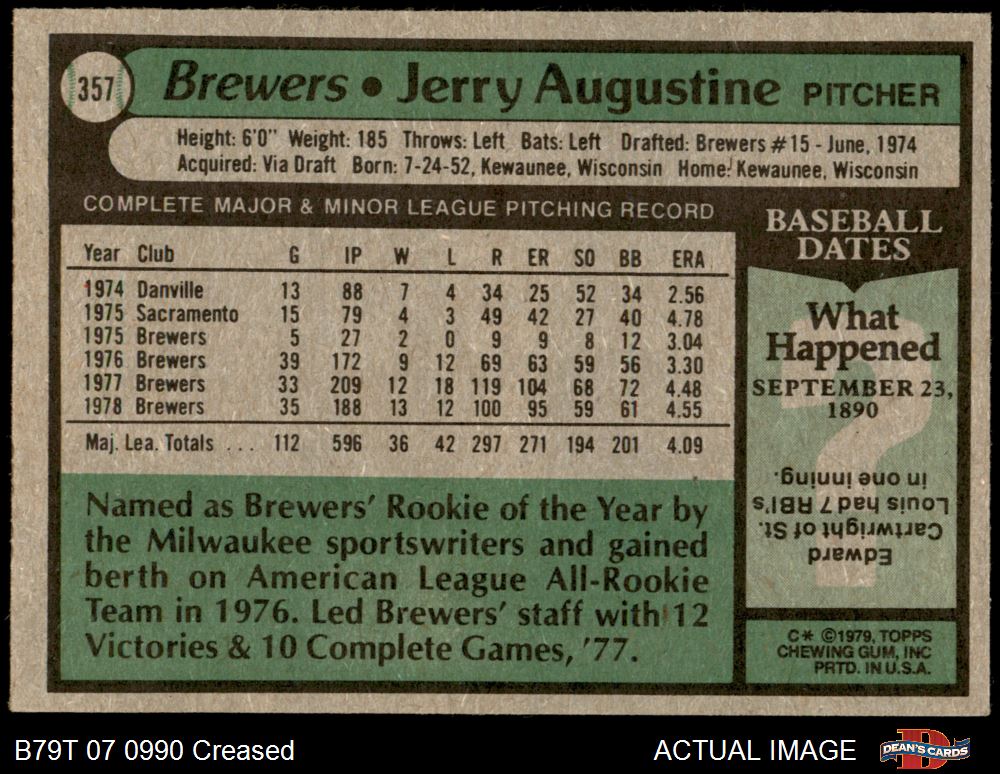 357
Brewers • Jerry Augustine PITCHER
Height: 6'0" Weight: 185 Throws: Left Bats: Left Drafted: Brewers #15 - June, 1974
Acquired: Via Draft Born: 7-24-52, Kewaunee, Wisconsin Home: Kewaunee, Wisconsin
COMPLETE MAJOR & MINOR LEAGUE PITCHING RECORD
Year Club G IP W L R ER SO BB ERA
1974 Danville 13 88 7 4 34 25 52 34 2.56
1975 Sacramento 15 79 4 3 49 42 27 40 4.78
1975 Brewers 5 27 2 0 9 9 8 12 3.04
1976 Brewers 39 172 9 12 69 63 59 56 3.30
1977 Brewers 33 209 12 18 119 104 68 72 4.48
1978 Brewers 35 188 13 12 100 95 59 61 4.55
Maj. Lea. Totals . . . 112 596 36 42 297 271 194 201 4.09
Named as Brewers' Rookie of the Year by
the Milwaukee sportswriters and gained
berth on American League All-Rookie
Team in 1976. Led Brewers' staff with 12
Victories & 10 Complete Games, '77.
BASEBALL
DATES
What
Happened
SEPTEMBER 23,
1890
?
Edward
Cartwright of St.
Louis had 7 RBI's
in one inning.
C* ©1979, TOPPS
CHEWING GUM, INC
PRTD. IN U.S.A.
B79T 07 0990 Creased
ACTUAL IMAGE
DEAN'S CARDS